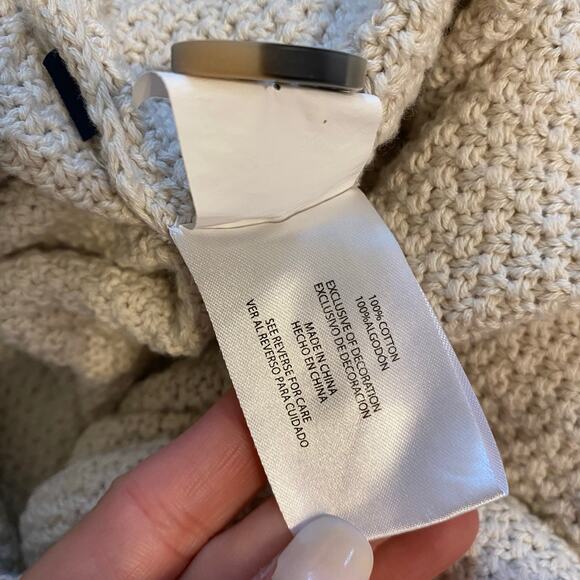 100% COTTON
100%ALGODÓN
EXCLUSIVE OF DECORATION
EXCLUSIVO DE DECORACIÓN
MADE IN CHINA
HECHO EN CHINA
SEE REVERSE FOR CARE
VER AL REVERSO PARA CUIDADO